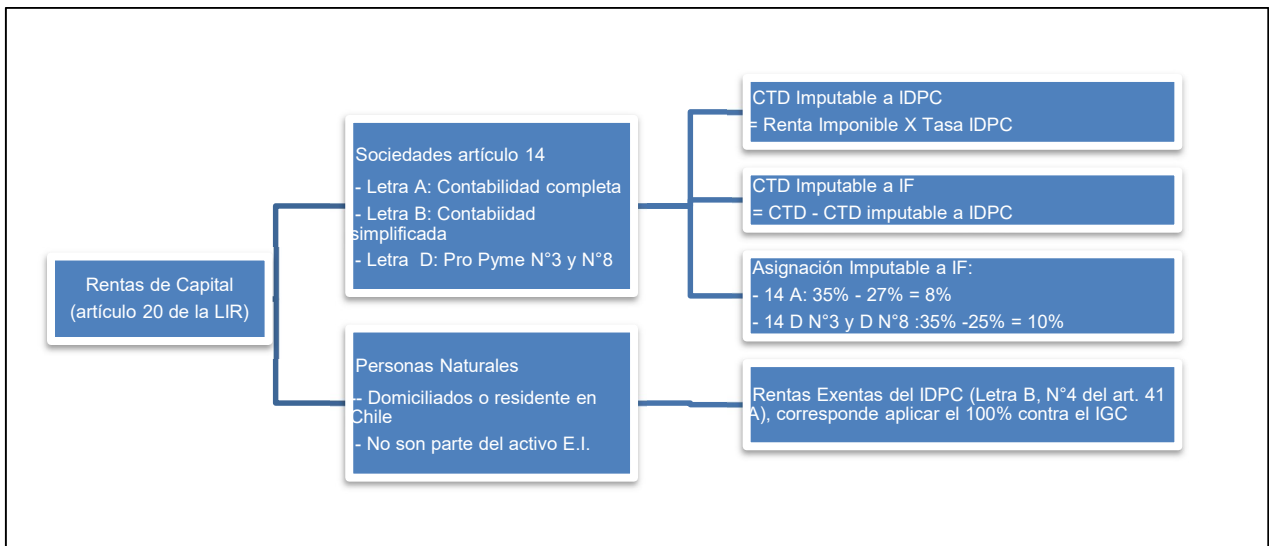 Rentas de Capital
(artículo 20 de la LIR)
Sociedades artículo 14
- Letra A: Contabilidad completa
- Letra B: Contabiidad
simplificada
- Letra  D: Pro Pyme N°3 y N°8
Personas Naturales
-- Domiciliados o residente en
Chile
- No son parte del activo E.I.
CTD Imputable a IDPC
= Renta Imponible X Tasa IDPC
CTD Imputable a IF
= CTD - CTD imputable a IDPC
Asignación Imputable a IF:
- 14 A: 35% - 27% = 8%
- 14 D N°3 y D N°8 :35% -25% = 10%
Rentas Exentas del IDPC (Letra B, N°4 del art. 41
A), corresponde aplicar el 100% contra el IGC